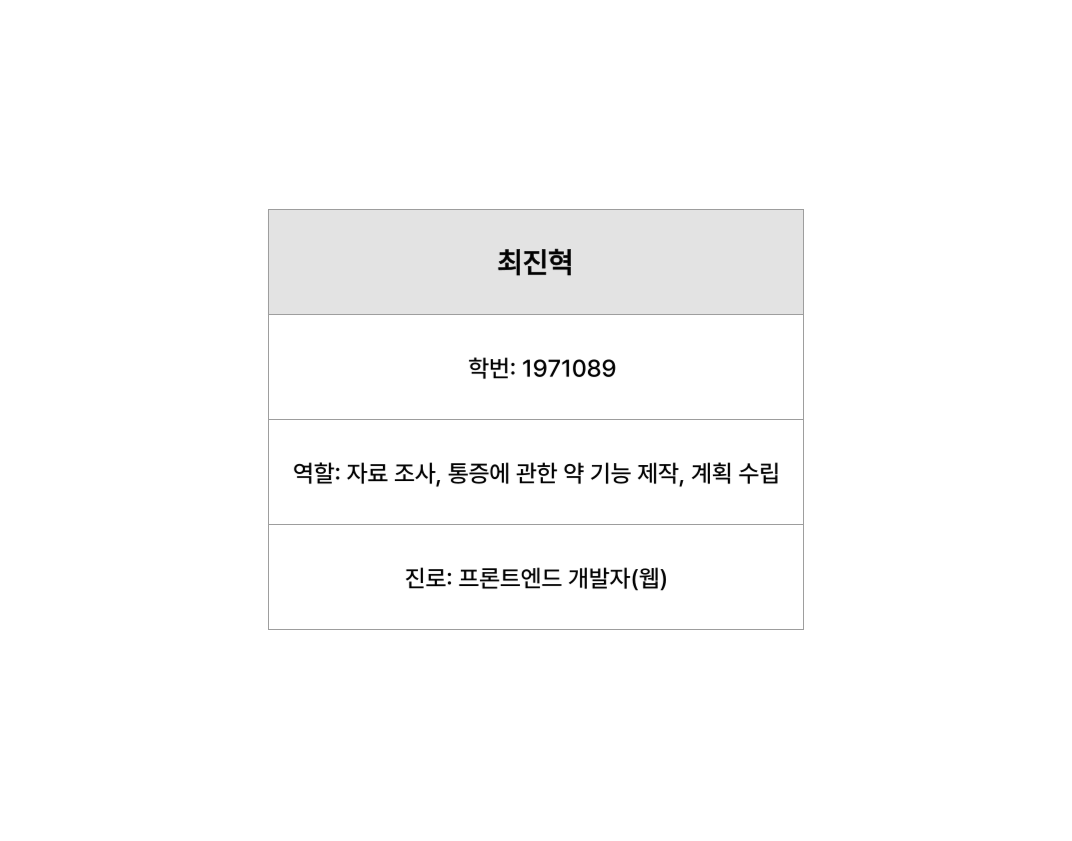 최진혁
학번: 1971089
역할: 자료 조사, 통증에 관한 약 기능 제작, 계획 수립
진로: 프론트엔드 개발자(웹)